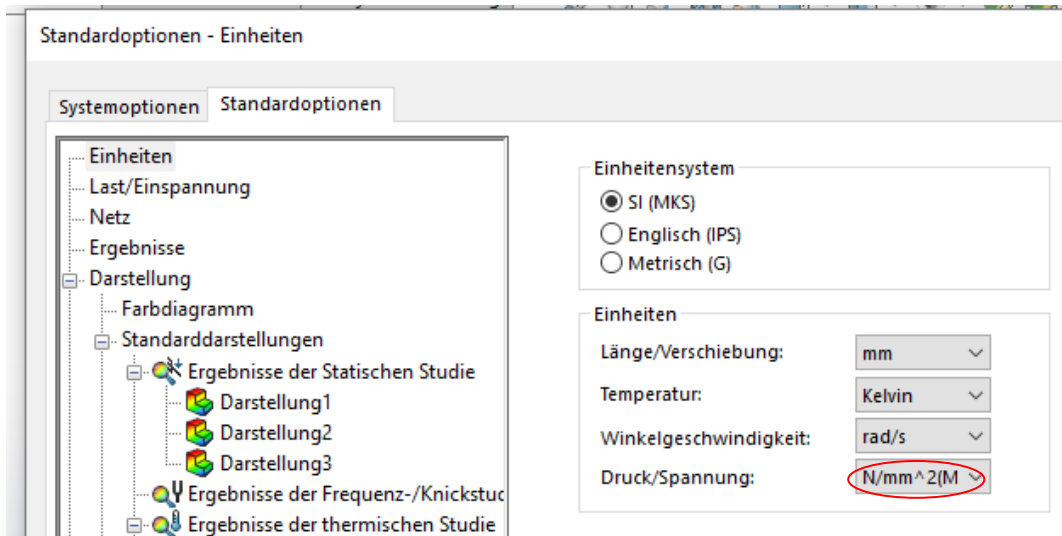 Standardoptionen - Einheiten
Systemoptionen
Standardoptionen
Einheiten
Last/Einspannung
Netz
Ergebnisse
Darstellung
Farbdiagramm
Standarddarstellungen
Ergebnisse der Statischen Studie
Darstellung1
Darstellung2
Darstellung3
Ergebnisse der Frequenz-/Knickstud
Ergebnisse der thermischen Studie
Einheitensystem
SI (MKS)
Englisch (IPS)
Metrisch (G)
Einheiten
Länge/Verschiebung: mm
Temperatur: Kelvin
Winkelgeschwindigkeit: rad/s
Druck/Spannung: N/mm^2(M